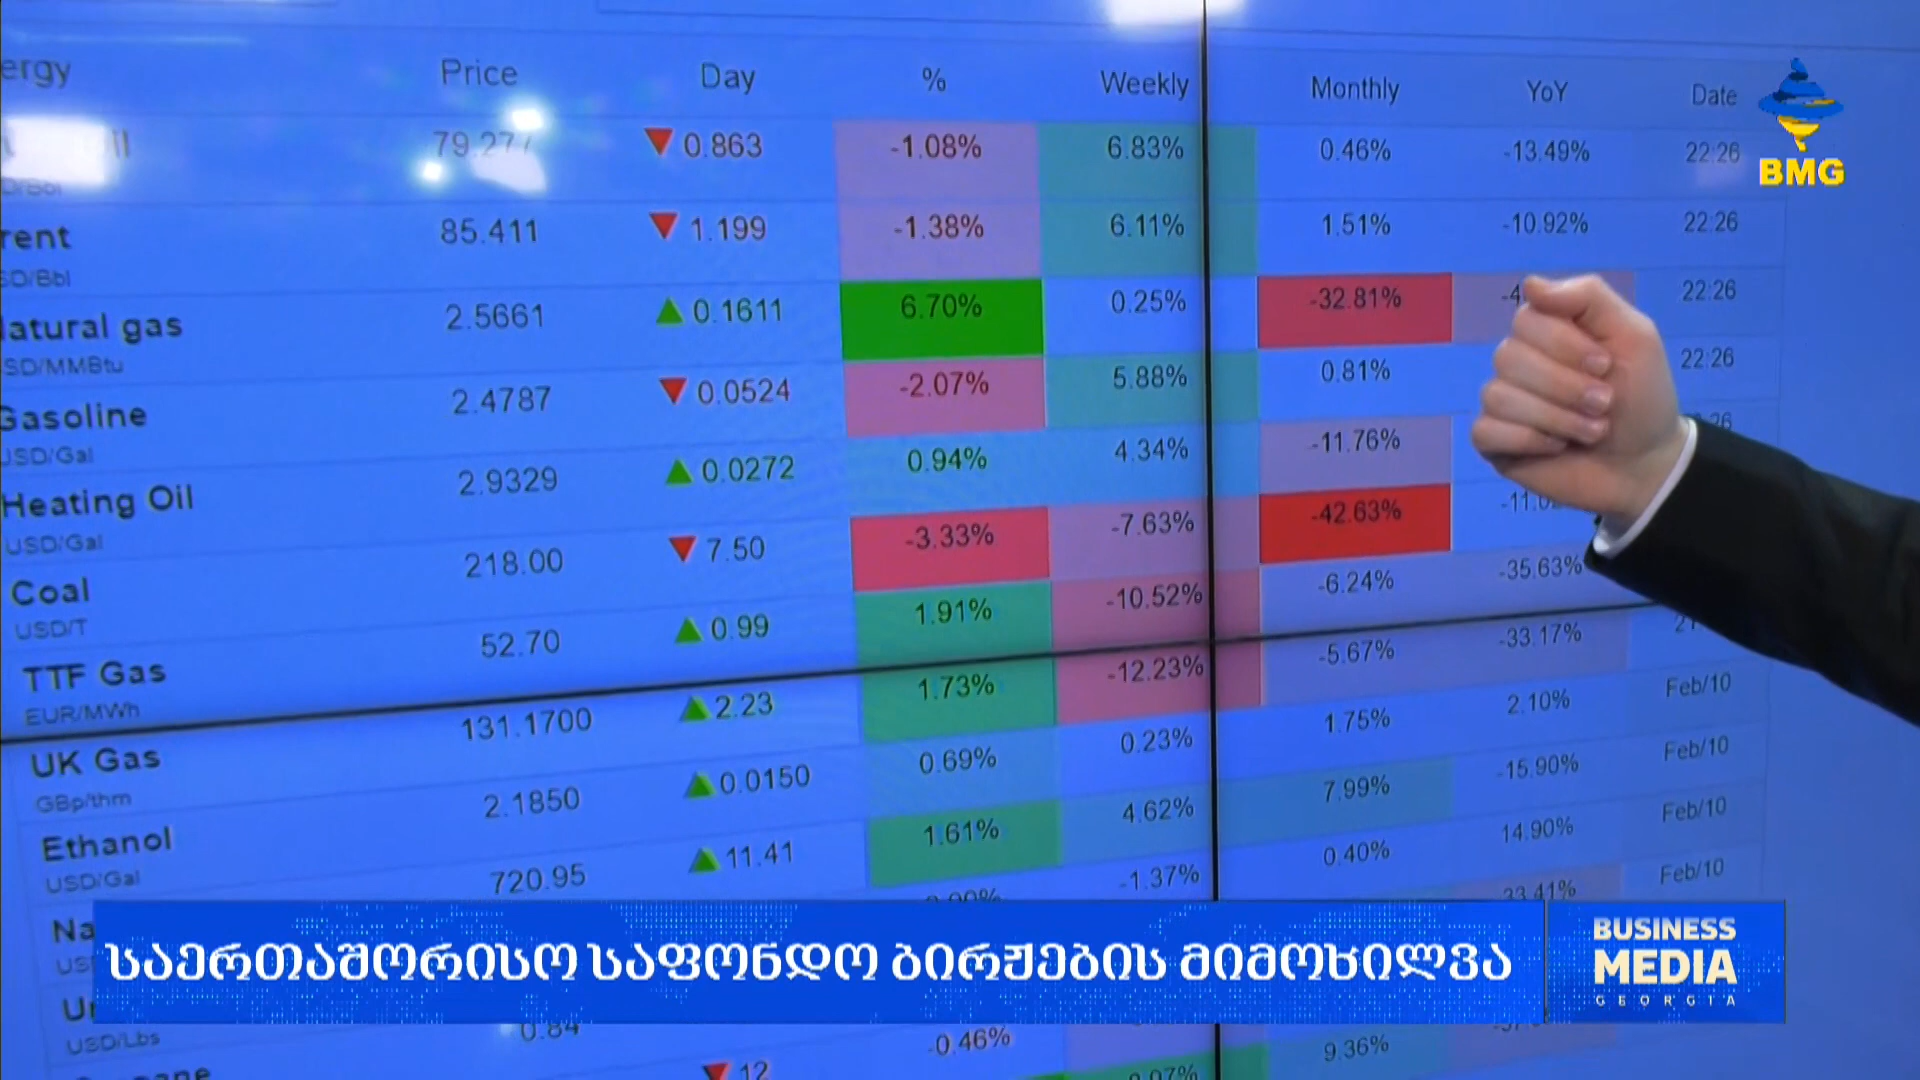 Price Day % Weekly Monthly YoY Date
79.277 0.863 -1.08% 6.83% 0.46% -13.49% 22:26
85.411 1.199 -1.38% 6.11% 1.51% -10.92% 22:26
2.5661 0.1611 6.70% 0.25% -32.81% 22:26
USD/MMBtu
Gasoline 2.4787 0.0524 -2.07% 5.88% 0.81% 22:26
USD/Gal
Heating Oil 2.9329 0.0272 0.94% 4.34% -11.76%
USD/Gal
Coal 218.00 7.50 -3.33% -7.63% -42.63%
USD/T
TTF Gas 52.70 0.99 1.91% -10.52% -6.24% -35.63%
EUR/MWh
UK Gas 131.1700 2.23 1.73% -12.23% -5.67% -33.17%
GBp/thm
Ethanol 2.1850 0.0150 0.69% 0.23% 1.75% 2.10% Feb/10
USD/Gal
720.95 11.41 1.61% 4.62% 7.99% -15.90% Feb/10
-1.37% 0.40% 14.90% Feb/10
Feb/10
USD/Lbs
-0.46% 9.36%
12
BMG
საერთაშორისო საფონდო ბირჟების მიმოხილვა
BUSINESS
MEDIA
GEORGIA